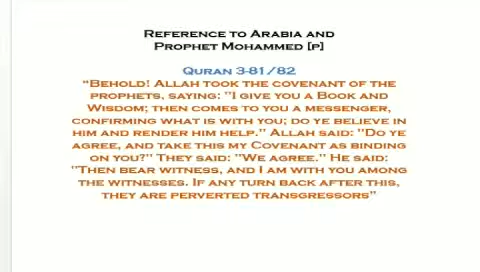 Reference to Arabia and
Prophet Mohammed [p]
Quran 3-81/82
"Behold! Allah took the covenant of the
prophets, saying: "I give you a Book and
Wisdom; then comes to you a messenger,
confirming what is with you; do ye believe in
him and render him help." Allah said: "Do ye
agree, and take this my Covenant as binding
on you?" They said: "We agree." He said:
"Then bear witness, and I am with you among
the witnesses. If any turn back after this,
they are perverted transgressors"